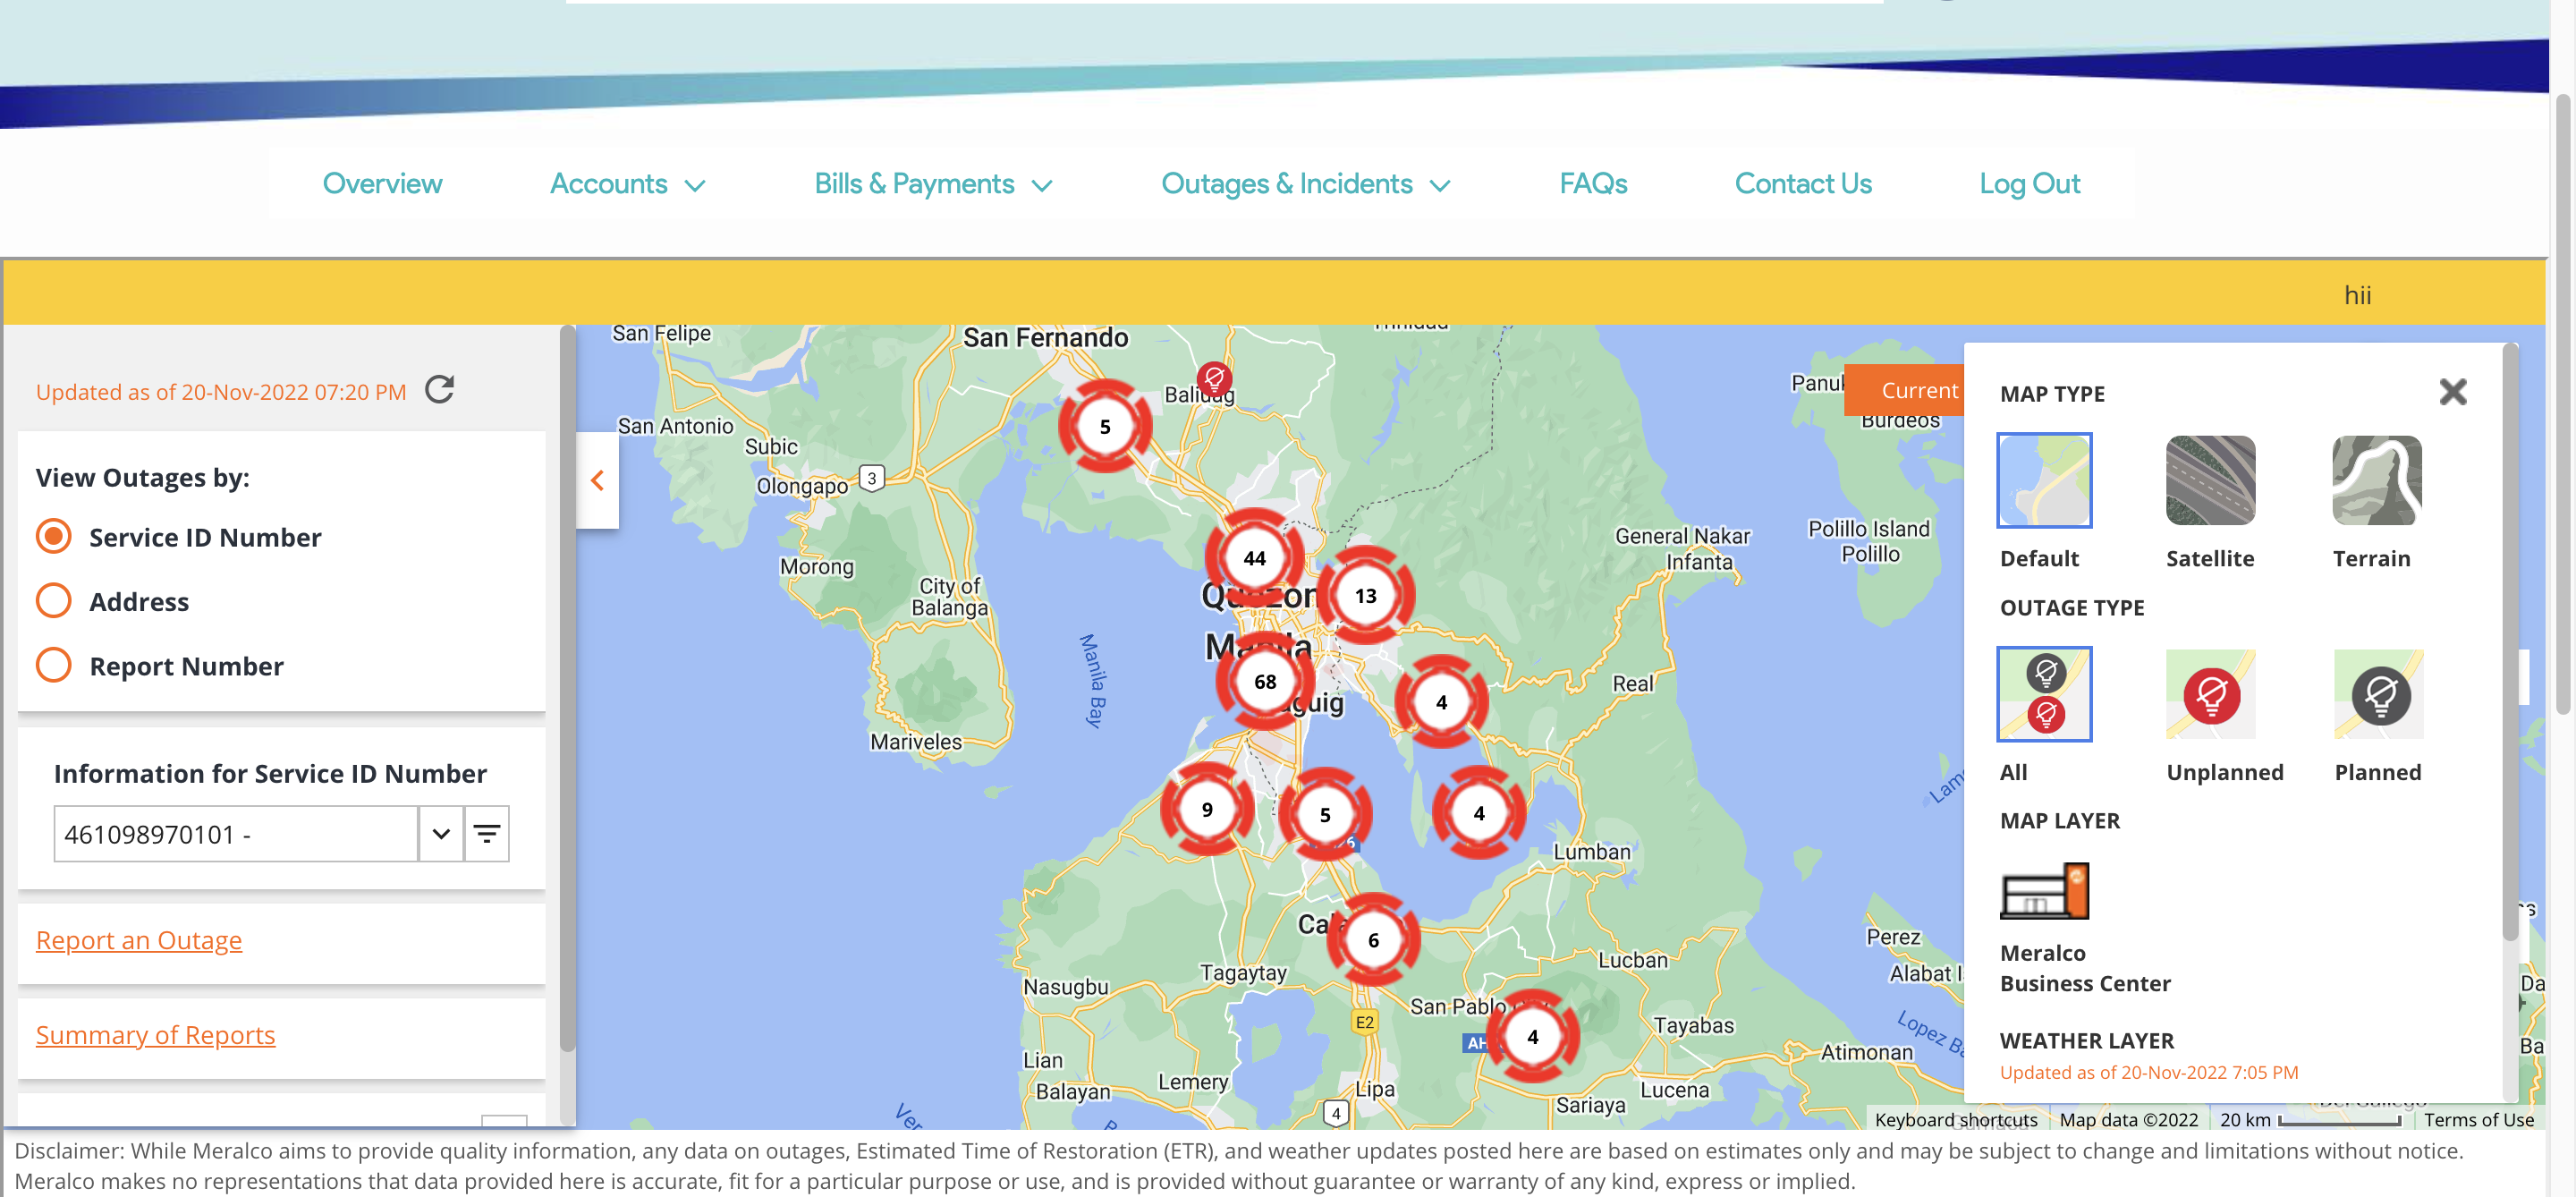 Overview Accounts Bills & Payments Outages & Incidents FAQs Contact Us Log Out
hii
Updated as of 20-Nov-2022 07:20 PM
View Outages by:
Service ID Number
Address
Report Number
Information for Service ID Number
461098970101 -
Report an Outage
Summary of Reports
San Felipe
San Fernando
San Antonio
Subic
Olongapo
3
Baliuag
5
Morong
City of
Balanga
Mariveles
Manila Bay
44
13
68
4
9
5
4
6
4
General Nakar
Infanta
Polillo Island
Polillo
Burdeos
Real
Lumban
Lucban
Tagaytay
Nasugbu
San Pablo
E2
AH
Tayabas
Lian
Balayan
Lemery
Lipa
4
Lucena
Sariaya
Atimonan
Perez
Current
MAP TYPE
Default Satellite Terrain
OUTAGE TYPE
All Unplanned Planned
MAP LAYER
Meralco
Business Center
WEATHER LAYER
Updated as of 20-Nov-2022 7:05 PM
Keyboard shortcuts Map data ©2022 20 km Terms of Use
Disclaimer: While Meralco aims to provide quality information, any data on outages, Estimated Time of Restoration (ETR), and weather updates posted here are based on estimates only and may be subject to change and limitations without notice.
Meralco makes no representations that data provided here is accurate, fit for a particular purpose or use, and is provided without guarantee or warranty of any kind, express or implied.